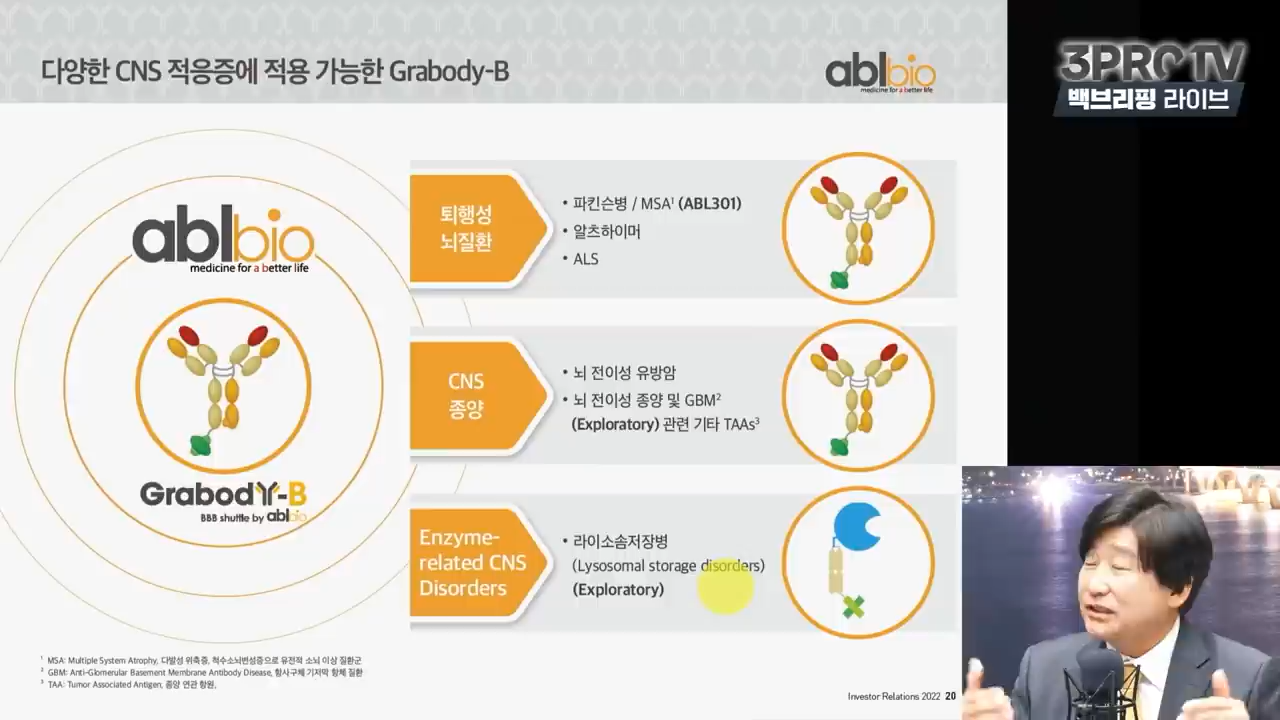 다양한 CNS 적응증에 적용 가능한 Grabody-B
ablbio
medicine for a better life
3PRO TV
백브리핑 라이브
ablbio
medicine for a better life
GrabodY-B
BBB shuttle by ablbio
퇴행성
뇌질환
• 파킨슨병 / MSA¹ (ABL301)
• 알츠하이머
• ALS
CNS
종양
• 뇌 전이성 유방암
• 뇌 전이성 종양 및 GBM²
(Exploratory) 관련 기타 TAAs³
Enzyme-
related CNS
Disorders
• 라이소솜저장병
(Lysosomal storage disorders)
(Exploratory)
¹ MSA: Multiple System Atrophy, 다발성 위축증, 척수소뇌변성증으로 유전적 소뇌 이상 질환군
² GBM: Anti-Glomerular Basement Membrane Antibody Disease, 항사구체 기저막 항체 질환
³ TAA: Tumor Associated Antigen, 종양 연관 항원,
Investor Relations 2022 20